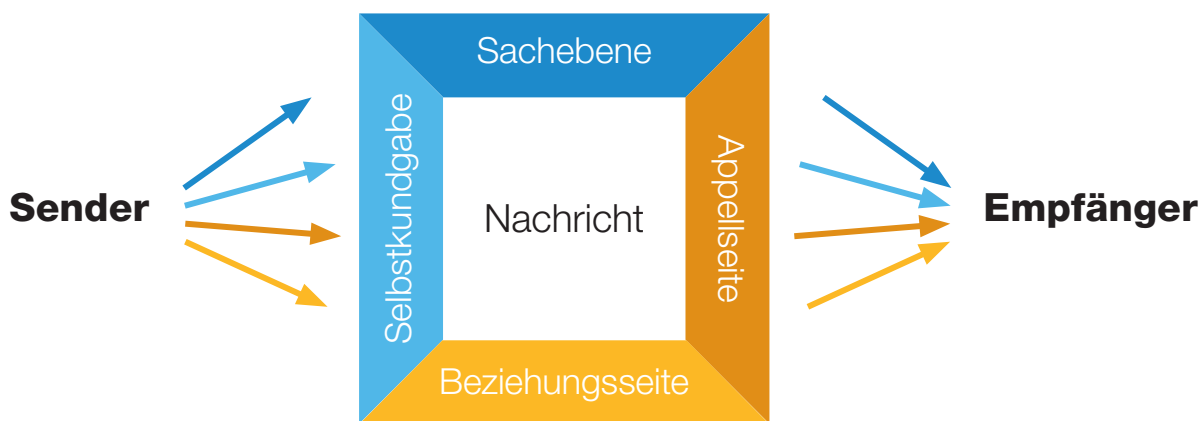 Sachebene
Selbstkundgabe
Appellseite
Sender
Nachricht
Empfänger
Beziehungsseite